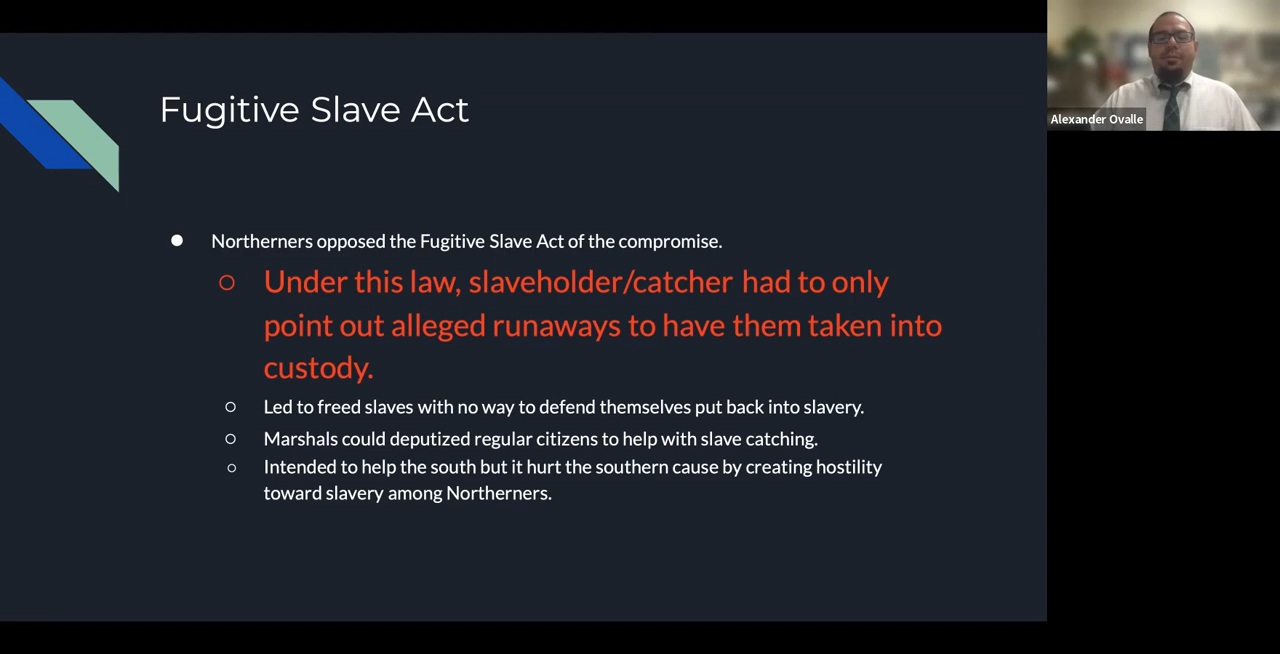 Fugitive Slave Act
Northerners opposed the Fugitive Slave Act of the compromise.
Under this law, slaveholder/catcher had to only
point out alleged runaways to have them taken into
custody.
Led to freed slaves with no way to defend themselves put back into slavery.
Marshals could deputized regular citizens to help with slave catching.
Intended to help the south but it hurt the southern cause by creating hostility
toward slavery among Northerners.
Alexander Ovalle